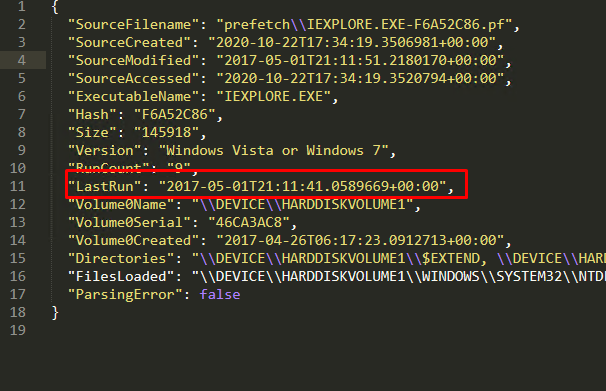 1 {
2 "SourceFilename": "prefetch\\IEXPLORE.EXE-F6A52C86.pf",
3 "SourceCreated": "2020-10-22T17:34:19.3506981+00:00",
4 "SourceModified": "2017-05-01T21:11:51.2180170+00:00",
5 "SourceAccessed": "2020-10-22T17:34:19.3520794+00:00",
6 "ExecutableName": "IEXPLORE.EXE",
7 "Hash": "F6A52C86",
8 "Size": "145918",
9 "Version": "Windows Vista or Windows 7",
10 "RunCount": "9",
11 "LastRun": "2017-05-01T21:11:41.0589669+00:00",
12 "Volume0Name": "\\DEVICE\\HARDDISKVOLUME1",
13 "Volume0Serial": "46CA3AC8",
14 "Volume0Created": "2017-04-26T06:17:23.0912713+00:00",
15 "Directories": "\\DEVICE\\HARDDISKVOLUME1\\$EXTEND, \\DEVICE\\HAR
16 "FilesLoaded": "\\DEVICE\\HARDDISKVOLUME1\\WINDOWS\\SYSTEM32\\NTD
17 "ParsingError": false
18 }
19